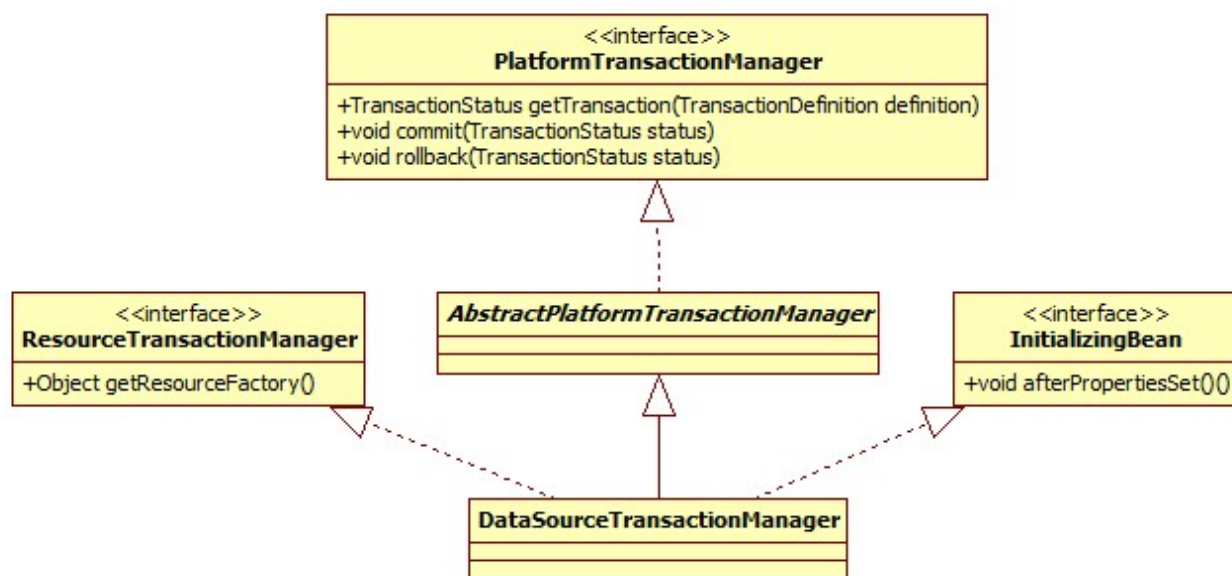 <<interface>>
PlatformTransactionManager
+TransactionStatus getTransaction(TransactionDefinition definition)
+void commit(TransactionStatus status)
+void rollback(TransactionStatus status)
<<interface>>
ResourceTransactionManager
+Object getResourceFactory()
AbstractPlatformTransactionManager
<<interface>>
InitializingBean
+void afterPropertiesSet()()
DataSourceTransactionManager